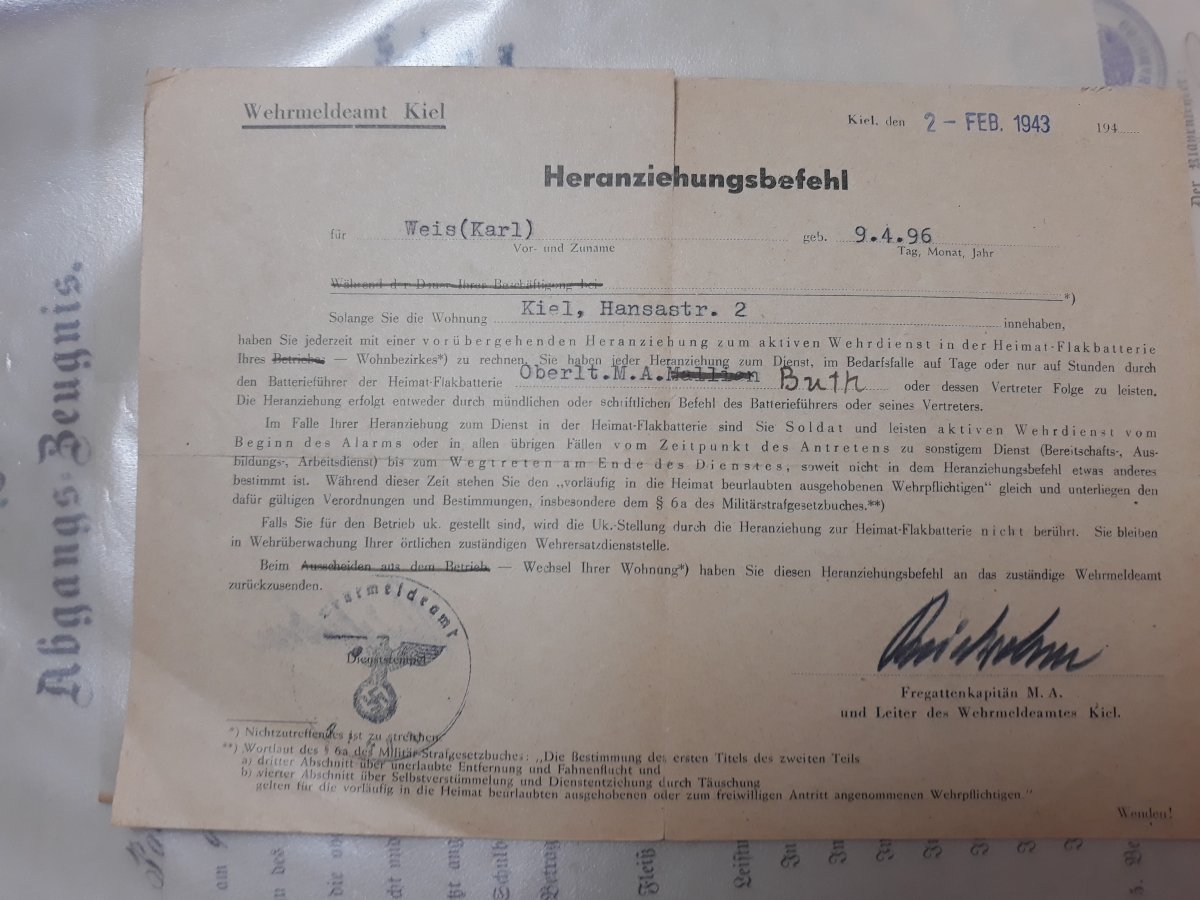 Wehrmeldeamt Kiel
Kiel, den 2 - FEB. 1943 194......
Heranziehungsbefehl
für Weis(Karl) geb. 9.4.96
Vor- und Zuname Tag, Monat, Jahr
Während der Dauer Ihrer Beschäftigung bei *)
Solange Sie die Wohnung Kiel, Hansastr. 2 innehaben,
haben Sie jederzeit mit einer vorübergehenden Heranziehung zum aktiven Wehrdienst in der Heimat-Flakbatterie
Ihres Betriebes — Wohnbezirkes*) zu rechnen. Sie haben jeder Heranziehung zum Dienst, im Bedarfsfalle auf Tage oder nur auf Stunden durch
den Batterieführer der Heimat-Flakbatterie Oberlt.M.A. Buth oder dessen Vertreter Folge zu leisten.
Die Heranziehung erfolgt entweder durch mündlichen oder schriftlichen Befehl des Batterieführers oder seines Vertreters.
Im Falle Ihrer Heranziehung zum Dienst in der Heimat-Flakbatterie sind Sie Soldat und leisten aktiven Wehrdienst vom
Beginn des Alarms oder in allen übrigen Fällen vom Zeitpunkt des Antretens zu sonstigem Dienst (Bereitschafts-, Aus-
bildungs-, Arbeitsdienst) bis zum Wegtreten am Ende des Dienstes, soweit nicht in dem Heranziehungsbefehl etwas anderes
bestimmt ist. Während dieser Zeit stehen Sie den „vorläufig in die Heimat beurlaubten ausgehobenen Wehrpflichtigen" gleich und unterliegen den
dafür gültigen Verordnungen und Bestimmungen, insbesondere dem § 6a des Militärstrafgesetzbuches.**)
Falls Sie für den Betrieb uk. gestellt sind, wird die Uk.-Stellung durch die Heranziehung zur Heimat-Flakbatterie nicht berührt. Sie bleiben
in Wehrüberwachung Ihrer örtlichen zuständigen Wehrersatzdienststelle.
Beim Ausscheiden aus dem Betrieb. — Wechsel Ihrer Wohnung*) haben Sie diesen Heranziehungsbefehl an das zuständige Wehrmeldeamt
zurückzusenden.
Wehrmeldeamt
Dienststempel
Fregattenkapitän M. A.
und Leiter des Wehrmeldeamtes Kiel.
*) Nichtzutreffendes ist zu streichen.
**) Wortlaut des § 6a des Militär-Strafgesetzbuches: „Die Bestimmung des ersten Titels des zweiten Teils
a) dritter Abschnitt über unerlaubte Entfernung und Fahnenflucht und
b) vierter Abschnitt über Selbstverstümmelung und Dienstentziehung durch Täuschung
gelten für die vorläufig in die Heimat beurlaubten ausgehobenen oder zum freiwilligen Antritt angenommenen Wehrpflichtigen."
Wenden!
Abgangs-Zeugnis.
am
Fleiß